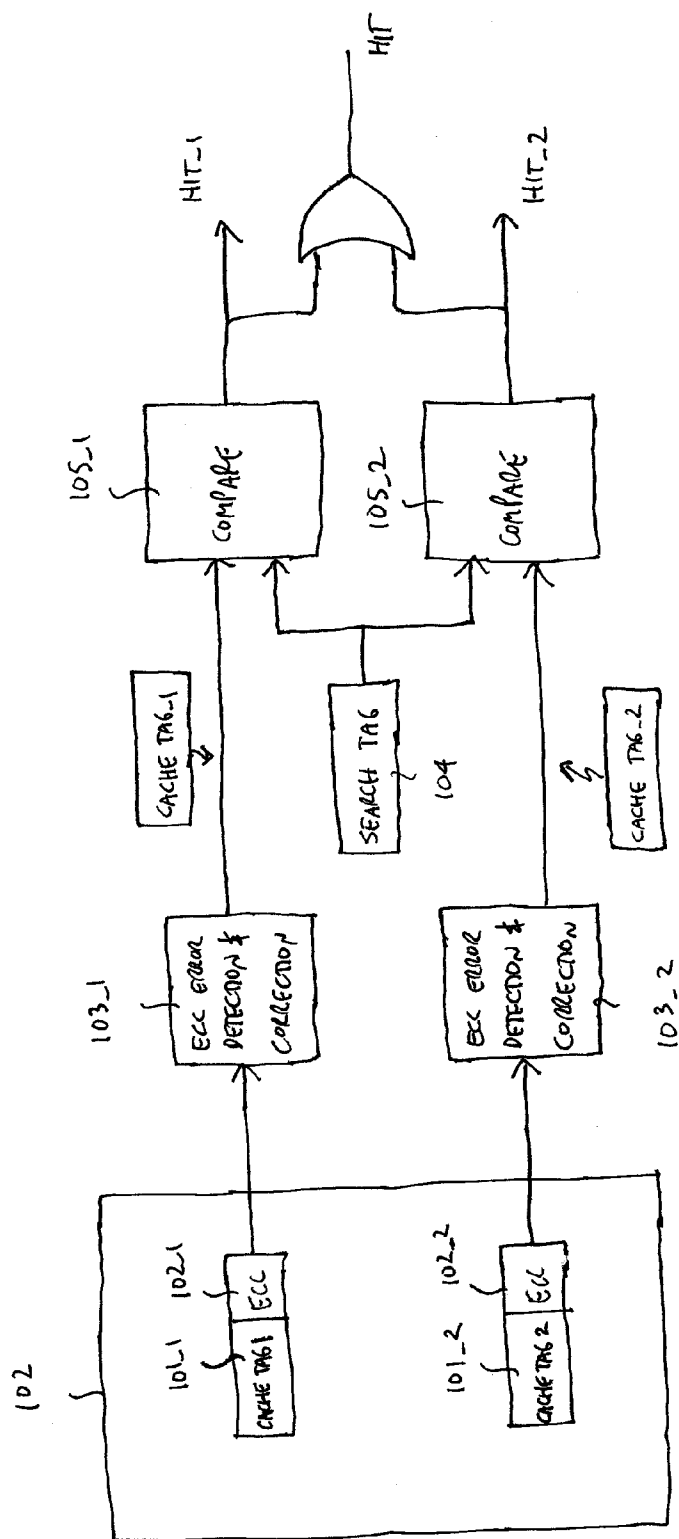 102
101_1
102_1
CACHE TAG 1
ECC
101_2
102_2
CACHE TAG 2
ECC
103_1
ECC ERROR
DETECTION &
CORRECTION
ECC ERROR
DETECTION &
CORRECTION
103_2
CACHE TAG_1
SEARCH TAG
104
CACHE TAG_2
105_1
COMPARE
105_2
COMPARE
HIT_1
HIT_2
HIT